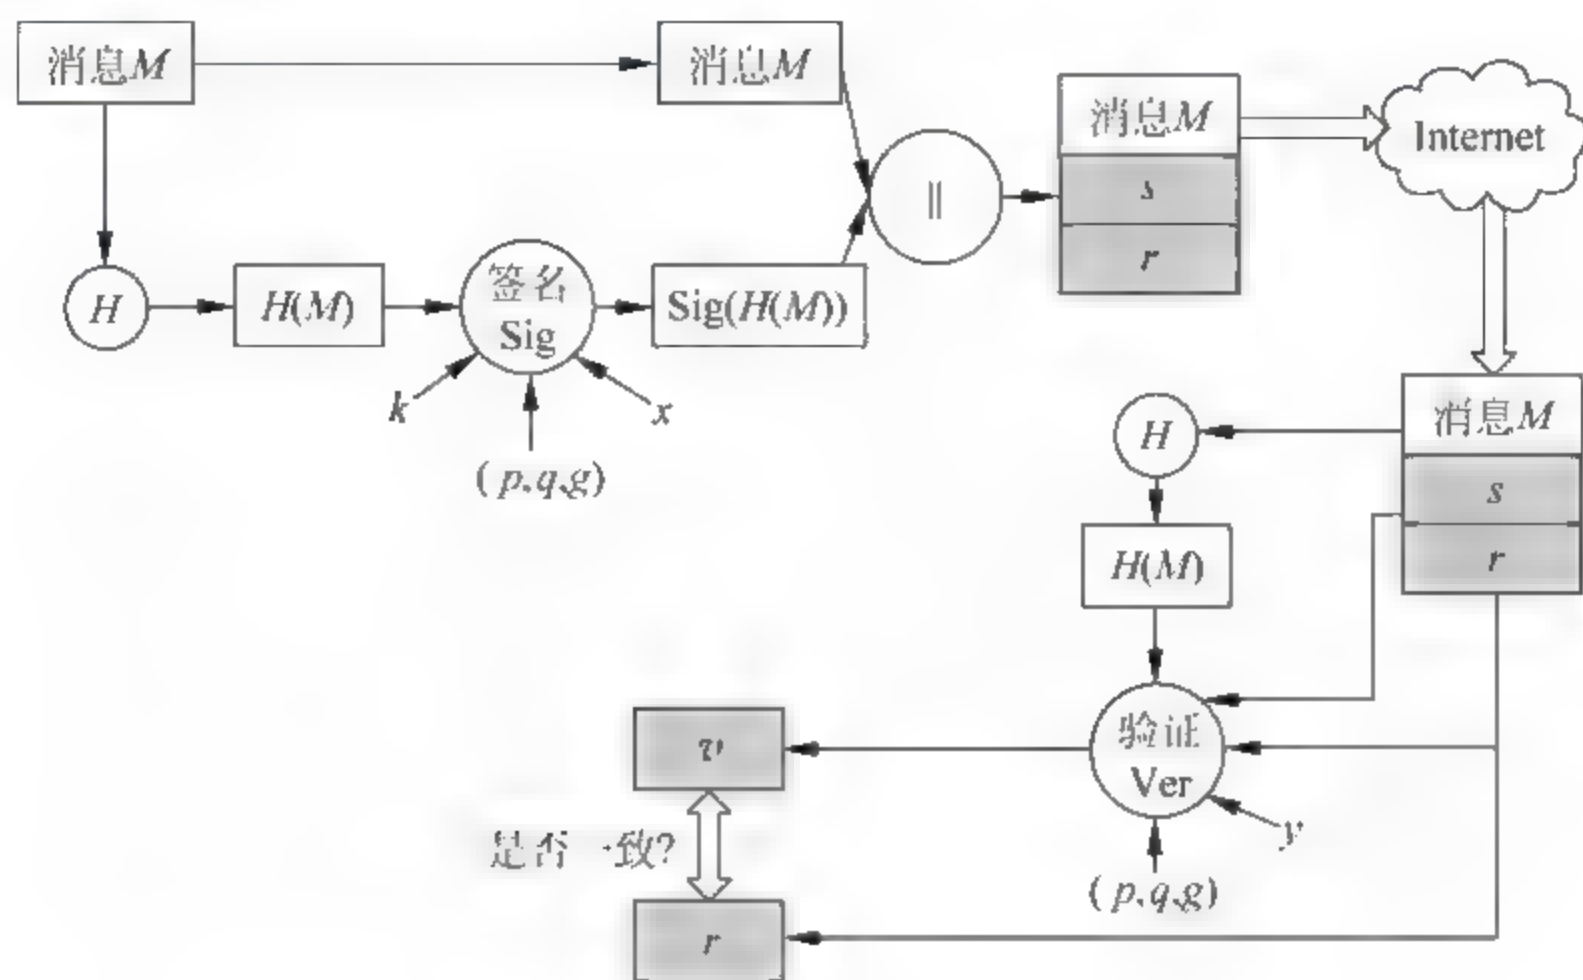 消息M
消息M
消息M
s
r
Internet
||
H
H(M)
签名
Sig
Sig(H(M))
k
x
(p,q,g)
消息M
s
r
H
H(M)
验证
Ver
y
(p,q,g)
v
是否一致?
r